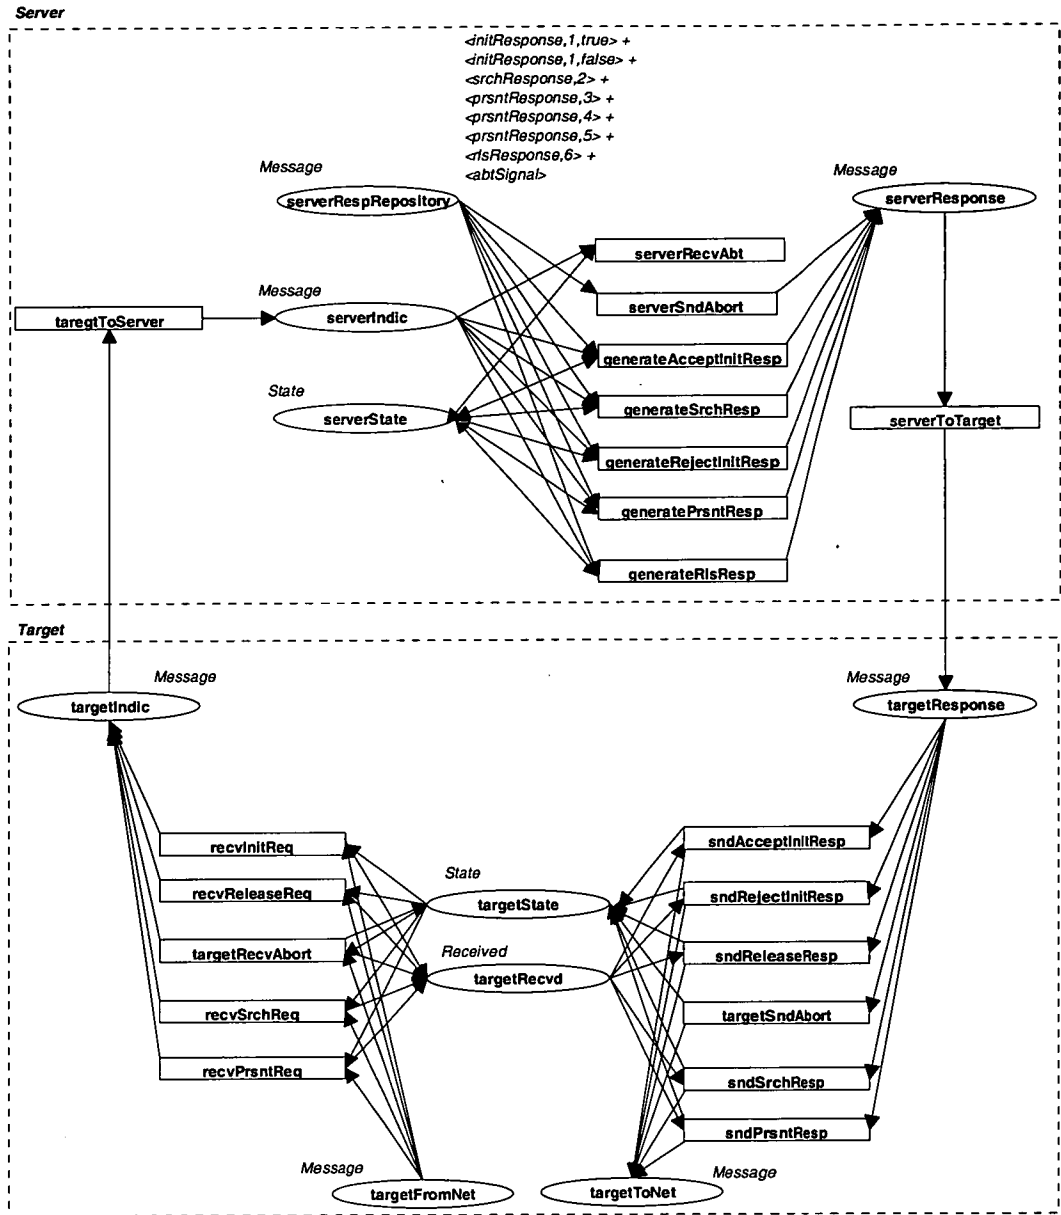 Server
<initResponse,1,true> +
<initResponse,1,false> +
<srchResponse,2> +
<prsntResponse,3> +
<prsntResponse,4> +
<prsntResponse,5> +
<rlsResponse,6> +
<abtSignal>
Message
serverRespRepository
Message
serverResponse
serverRecvAbt
Message
serverIndic
taregtToServer
serverSndAbort
generateAcceptInitResp
State
serverState
generateSrchResp
serverToTarget
generateRejectInitResp
generatePrsntResp
generateRlsResp
Target
Message
targetIndic
Message
targetResponse
recvInitReq
sndAcceptInitResp
State
targetState
recvReleaseReq
sndRejectInitResp
targetRecvAbort
Received
targetRecvd
sndReleaseResp
recvSrchReq
targetSndAbort
recvPrsntReq
sndSrchResp
sndPrsntResp
Message
targetFromNet
targetToNet
Message